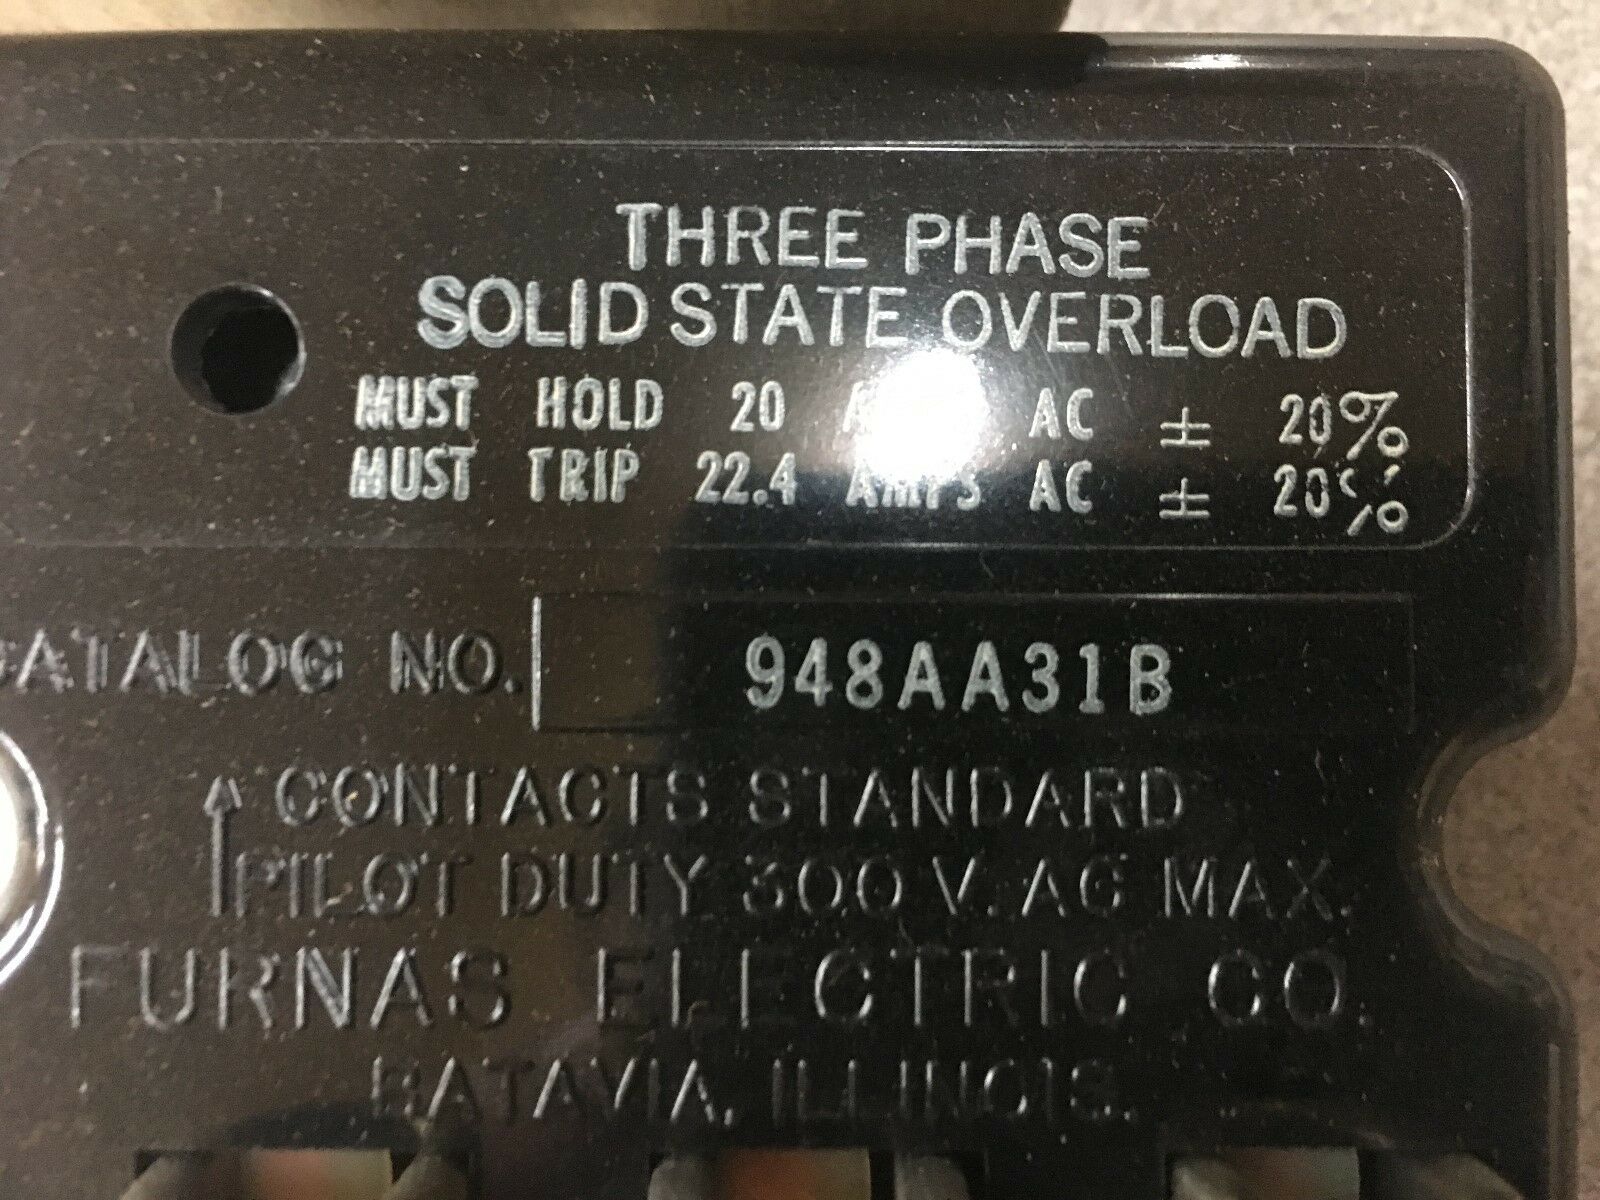 THREE PHASE
SOLID STATE OVERLOAD
MUST HOLD 20 AC ± 20%
MUST TRIP 22.4 AMPS AC ± 20%
CATALOG NO. 948AA31B
↑ CONTACTS STANDARD
PILOT DUTY 300 V. AC MAX.
FURNAS ELECTRIC CO.
BATAVIA, ILLINOIS.